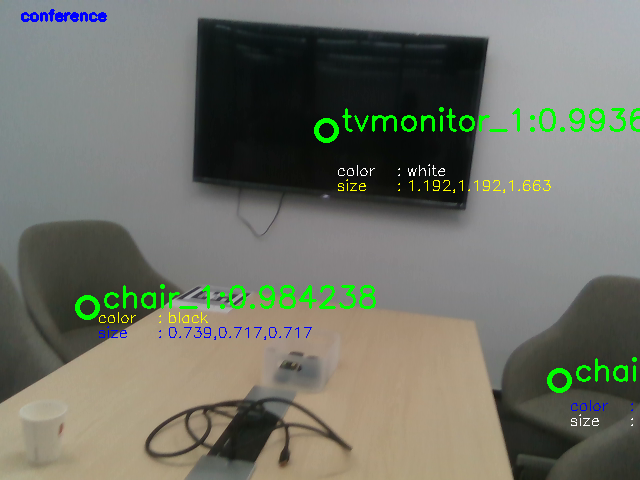 conference
tvmonitor_1:0.9936
color : white
size : 1.192,1.192,1.663
chair_1:0.984238
color : black
size : 0.739,0.717,0.717
chai
color :
size :